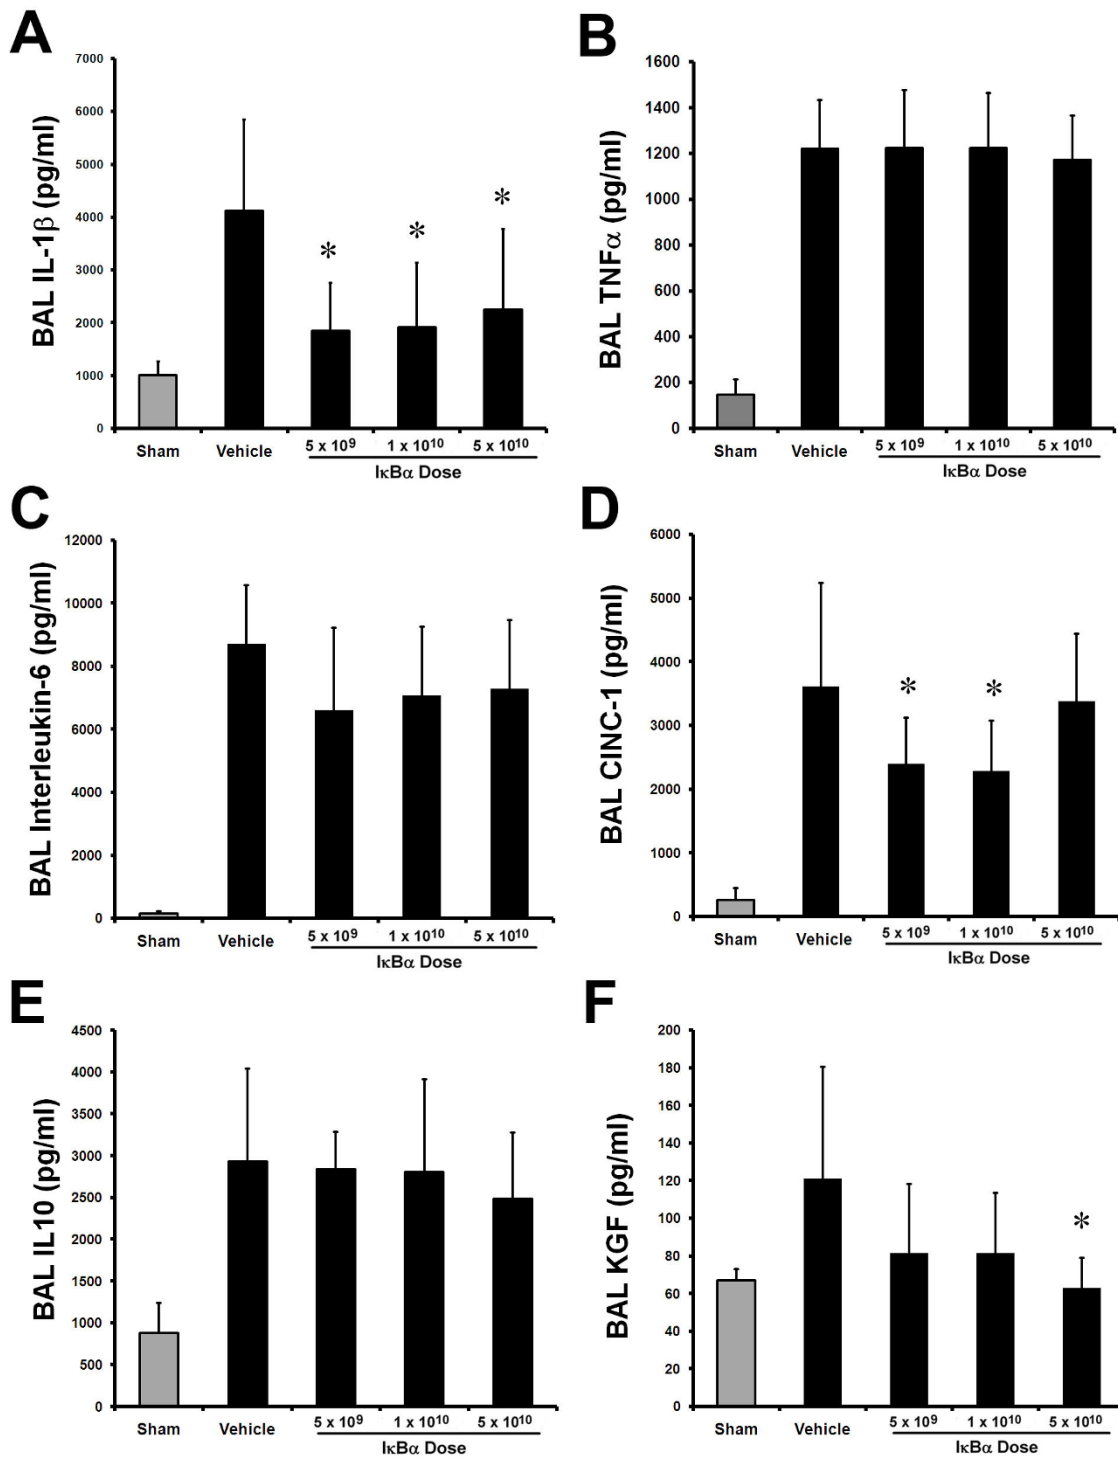 A
BAL IL-1β (pg/ml)
7000
6000
5000
4000
3000
2000
1000
0
*
*
*
Sham Vehicle 5 x 10⁹ 1 x 10¹⁰ 5 x 10¹⁰
IκBα Dose
B
BAL TNFα (pg/ml)
1600
1400
1200
1000
800
600
400
200
0
Sham Vehicle 5 x 10⁹ 1 x 10¹⁰ 5 x 10¹⁰
IκBα Dose
C
BAL Interleukin-6 (pg/ml)
12000
10000
8000
6000
4000
2000
0
Sham Vehicle 5 x 10⁹ 1 x 10¹⁰ 5 x 10¹⁰
IκBα Dose
D
BAL CINC-1 (pg/ml)
6000
5000
4000
3000
2000
1000
0
* *
Sham Vehicle 5 x 10⁹ 1 x 10¹⁰ 5 x 10¹⁰
IκBα Dose
E
BAL IL10 (pg/ml)
4500
4000
3500
3000
2500
2000
1500
1000
500
0
Sham Vehicle 5 x 10⁹ 1 x 10¹⁰ 5 x 10¹⁰
IκBα Dose
F
BAL KGF (pg/ml)
200
180
160
140
120
100
80
60
40
20
0
*
Sham Vehicle 5 x 10⁹ 1 x 10¹⁰ 5 x 10¹⁰
IκBα Dose